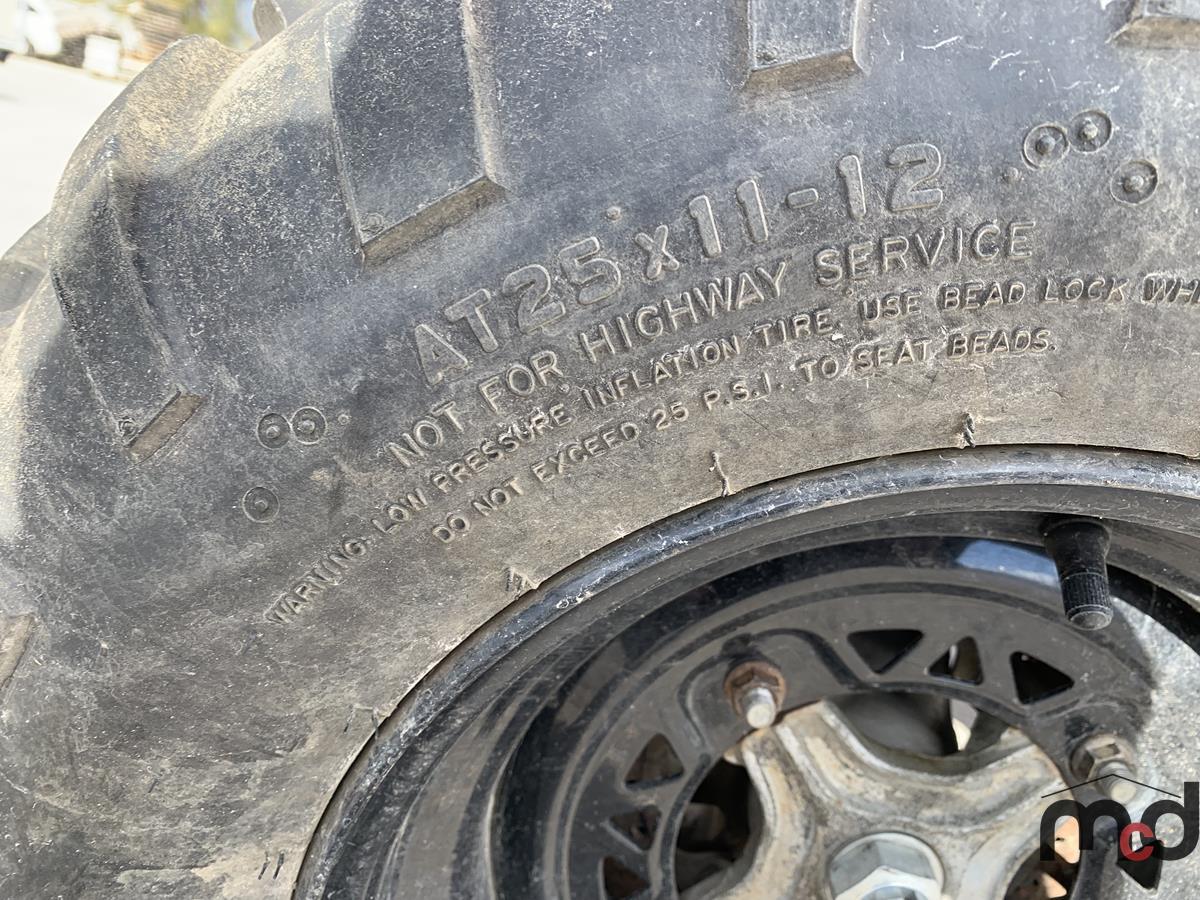 AT25x11-12
NOT FOR HIGHWAY SERVICE
WARNING: LOW PRESSURE INFLATION TIRE. USE BEAD LOCK WH
DO NOT EXCEED 25 P.S.I. TO SEAT BEADS.
mcd